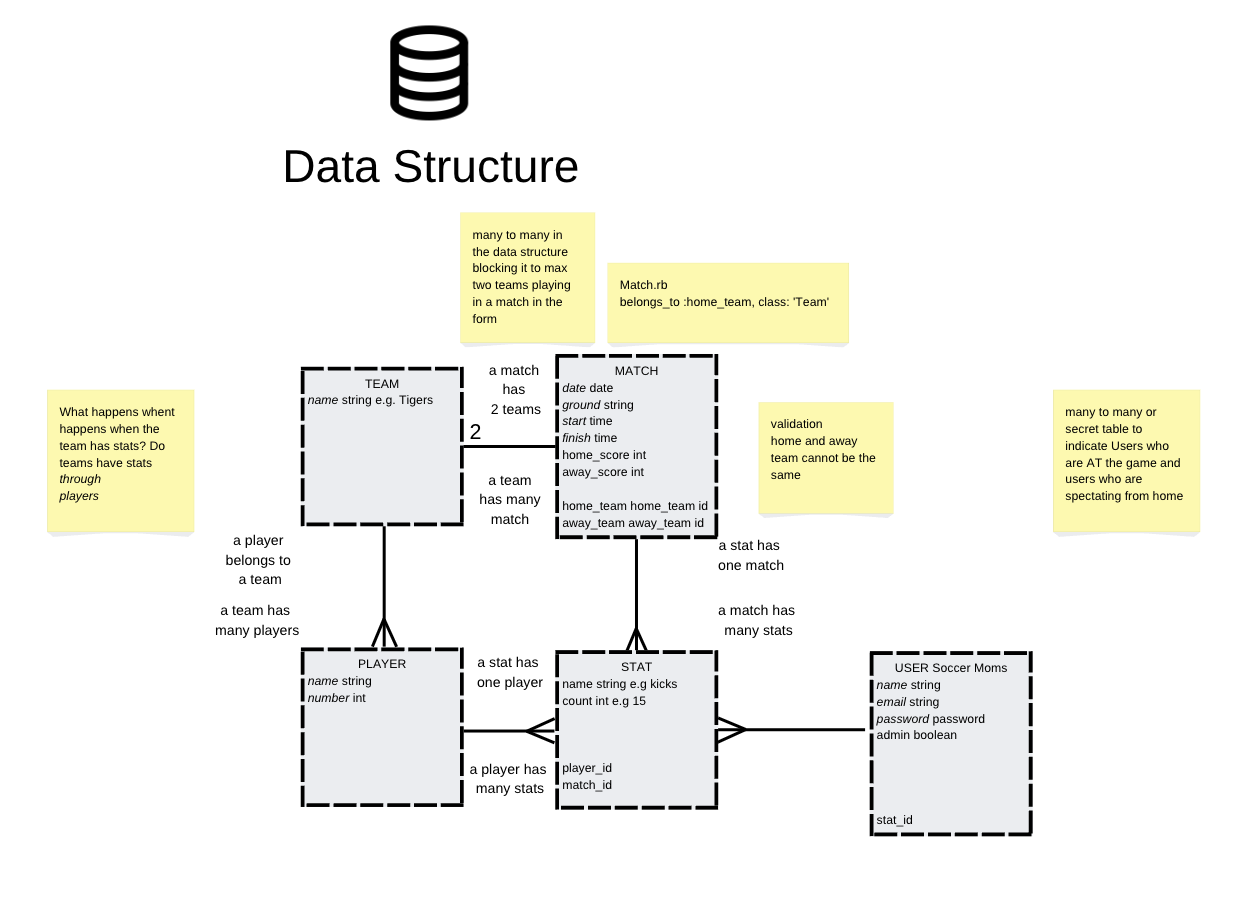 Data Structure
many to many in
the data structure
blocking it to max
two teams playing
in a match in the
form
Match.rb
belongs_to :home_team, class: 'Team'
What happens whent
happens when the
team has stats? Do
teams have stats
through
players
TEAM
name string e.g. Tigers
a match
has
2 teams
2
a team
has many
match
MATCH
date date
ground string
start time
finish time
home_score int
away_score int
home_team home_team id
away_team away_team id
validation
home and away
team cannot be the
same
many to many or
secret table to
indicate Users who
are AT the game and
users who are
spectating from home
a player
belongs to
a team
a team has
many players
a stat has
one match
a match has
many stats
PLAYER
name string
number int
a stat has
one player
a player has
many stats
STAT
name string e.g kicks
count int e.g 15
player_id
match_id
USER Soccer Moms
name string
email string
password password
admin boolean
stat_id